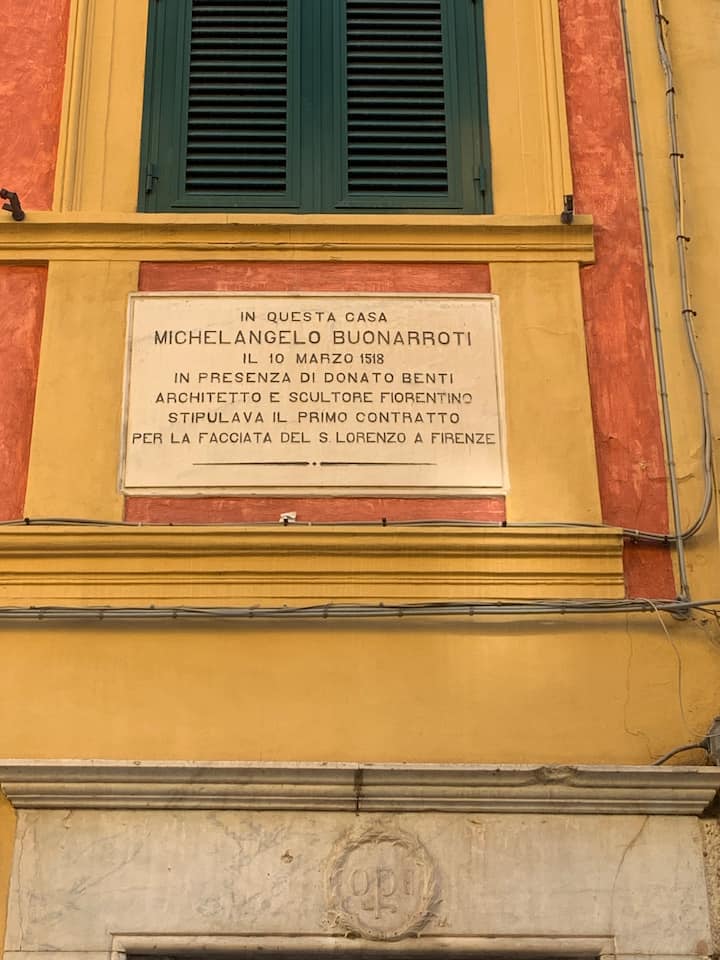 IN QUESTA CASA
MICHELANGELO BUONARROTI
IL 10 MARZO 1518
IN PRESENZA DI DONATO BENTI
ARCHITETTO E SCULTORE FIORENTINO
STIPULAVA IL PRIMO CONTRATTO
PER LA FACCIATA DEL S. LORENZO A FIRENZE